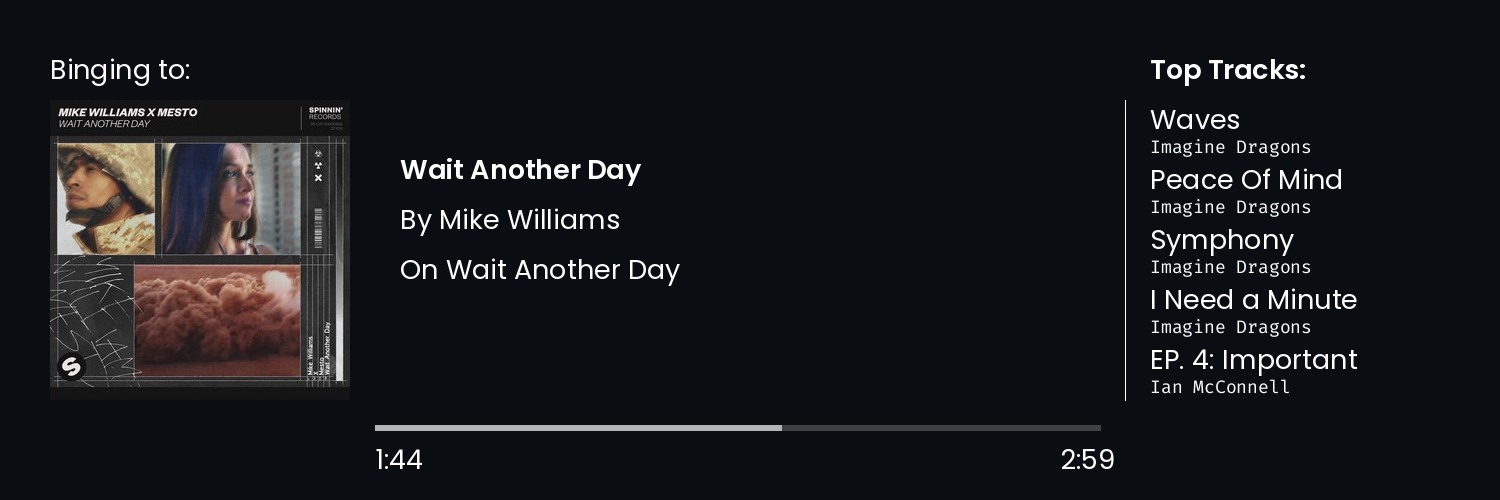 Binging to:
MIKE WILLIAMS X MESTO
WAIT ANOTHER DAY
SPINNIN'
RECORDS
Mike Williams
X
Mesto
Wait Another Day
Wait Another Day
By Mike Williams
On Wait Another Day
1:44
2:59
Top Tracks:
Waves
Imagine Dragons
Peace Of Mind
Imagine Dragons
Symphony
Imagine Dragons
I Need a Minute
Imagine Dragons
EP. 4: Important
Ian McConnell